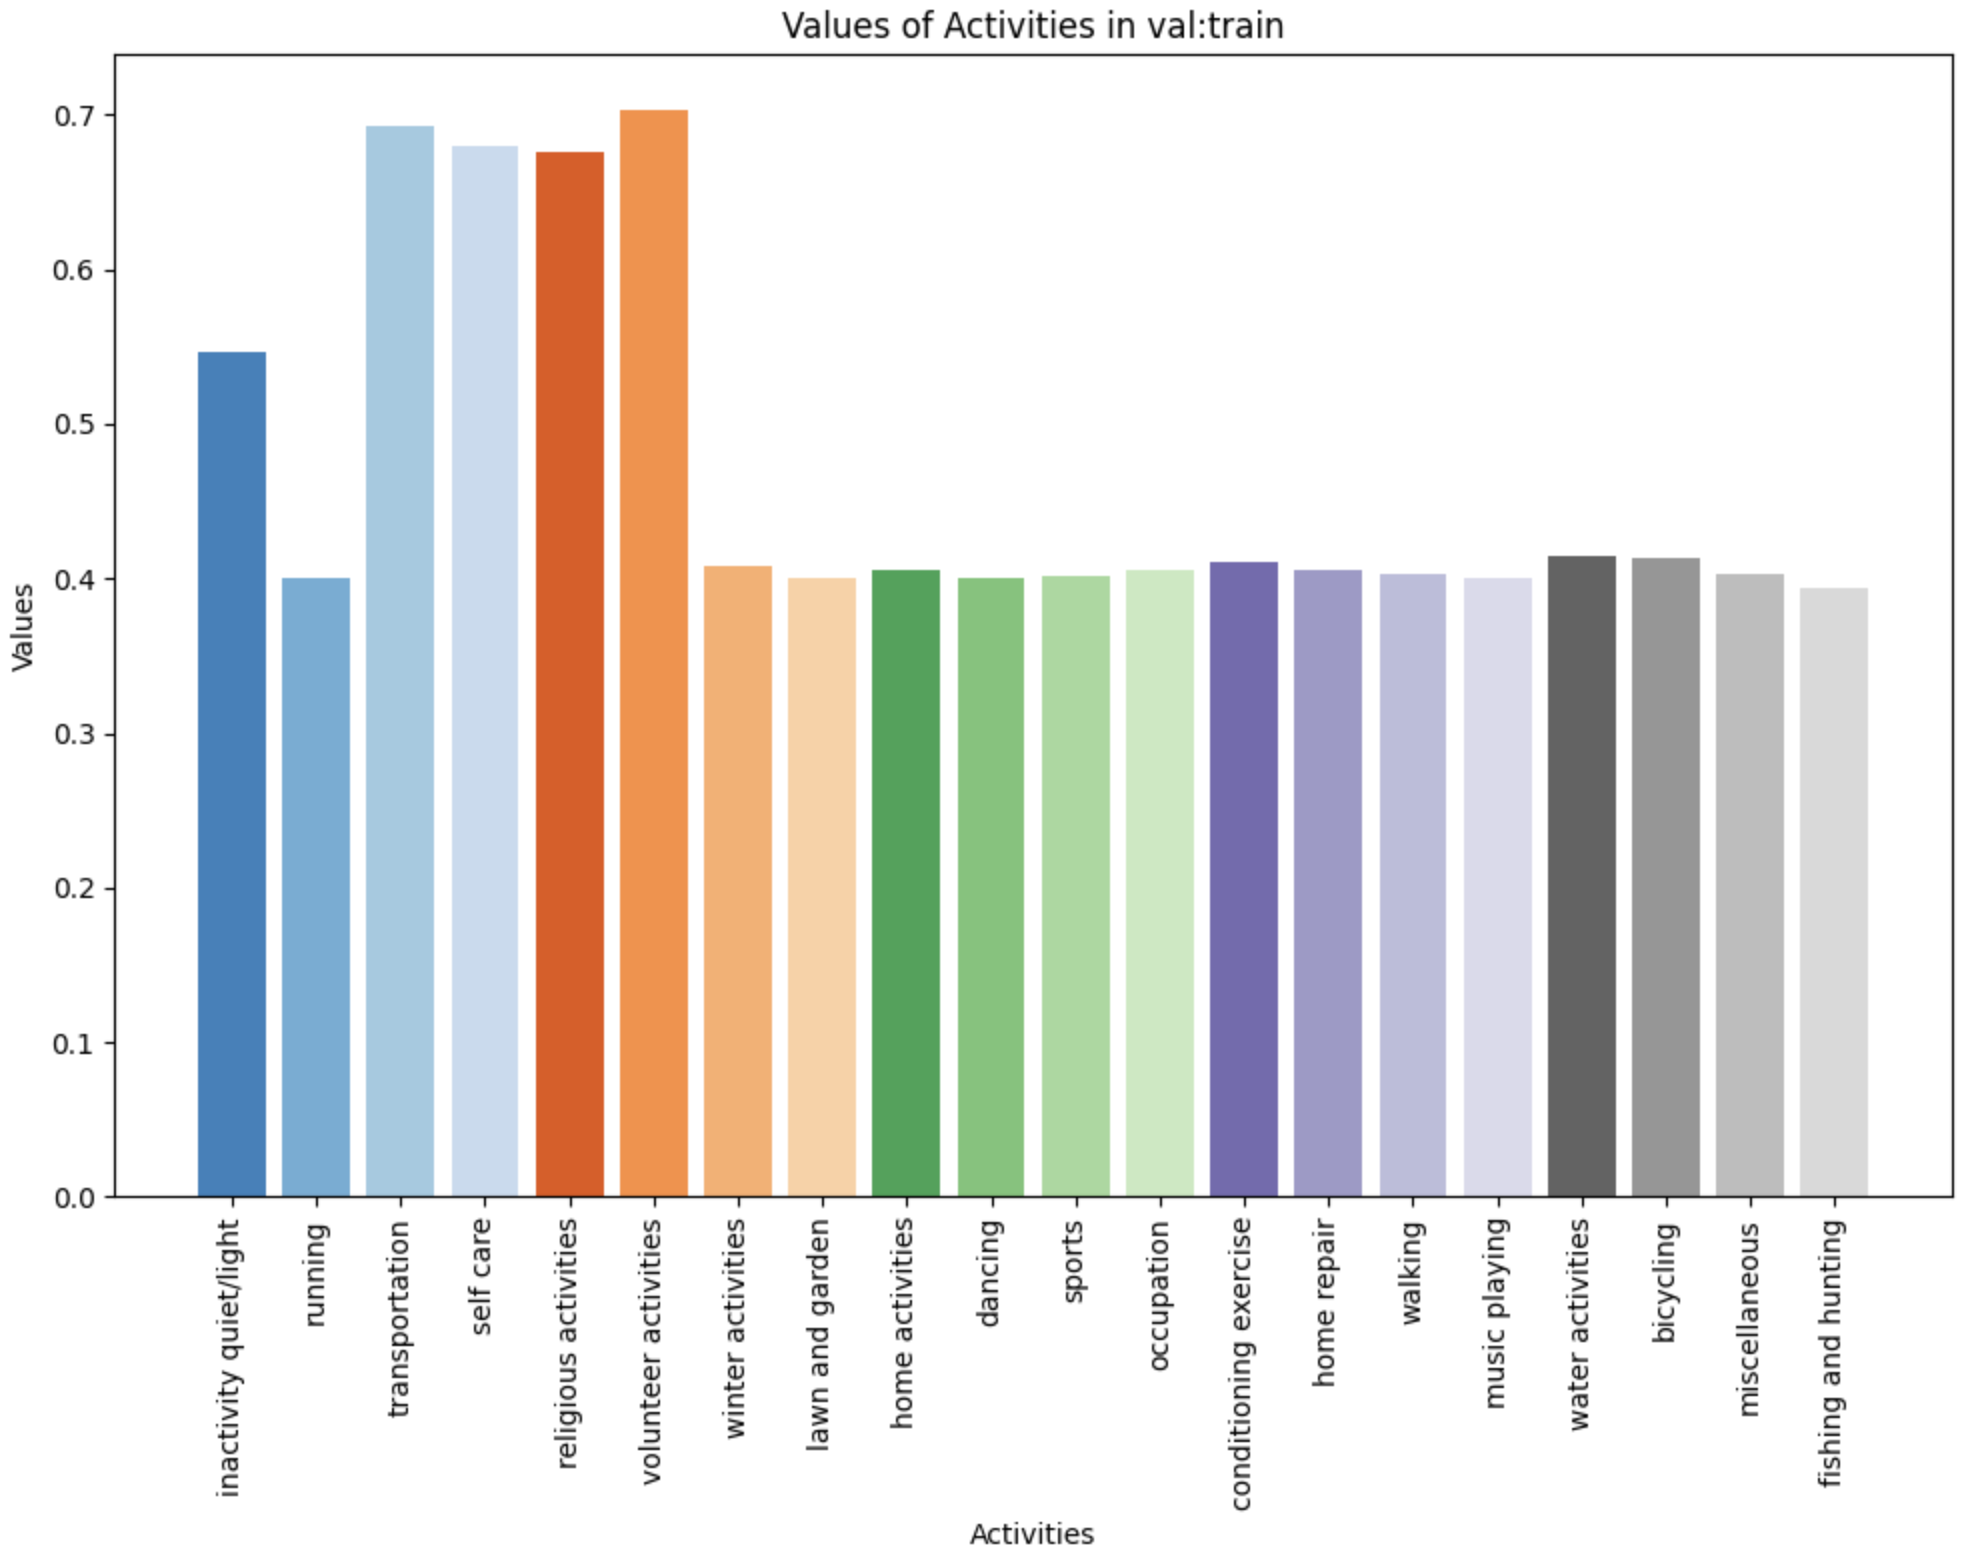 Values of Activities in val:train
Values
0.7
0.6
0.5
0.4
0.3
0.2
0.1
0.0
inactivity quiet/light
running
transportation
self care
religious activities
volunteer activities
winter activities
lawn and garden
home activities
dancing
sports
occupation
conditioning exercise
home repair
walking
music playing
water activities
bicycling
miscellaneous
fishing and hunting
Activities